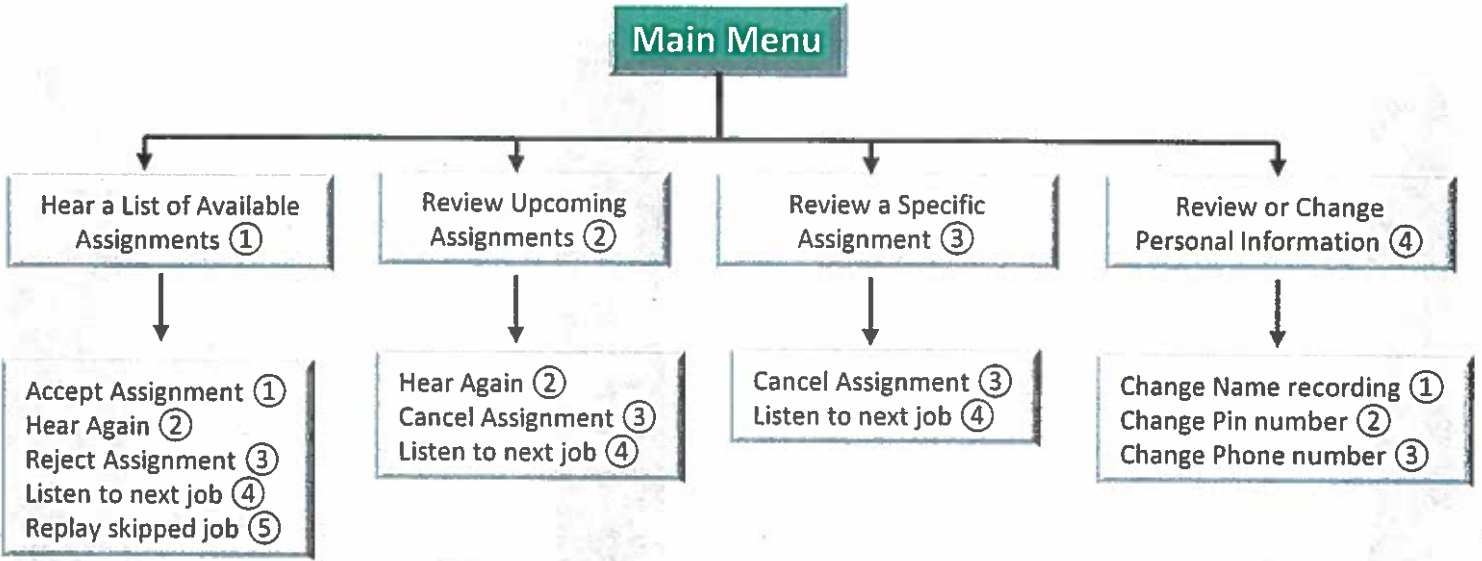 Main Menu
Hear a List of Available
Assignments ①
Review Upcoming
Assignments ②
Review a Specific
Assignment ③
Review or Change
Personal Information ④
Accept Assignment ①
Hear Again ②
Reject Assignment ③
Listen to next job ④
Replay skipped job ⑤
Hear Again ②
Cancel Assignment ③
Listen to next job ④
Cancel Assignment ③
Listen to next job ④
Change Name recording ①
Change Pin number ②
Change Phone number ③